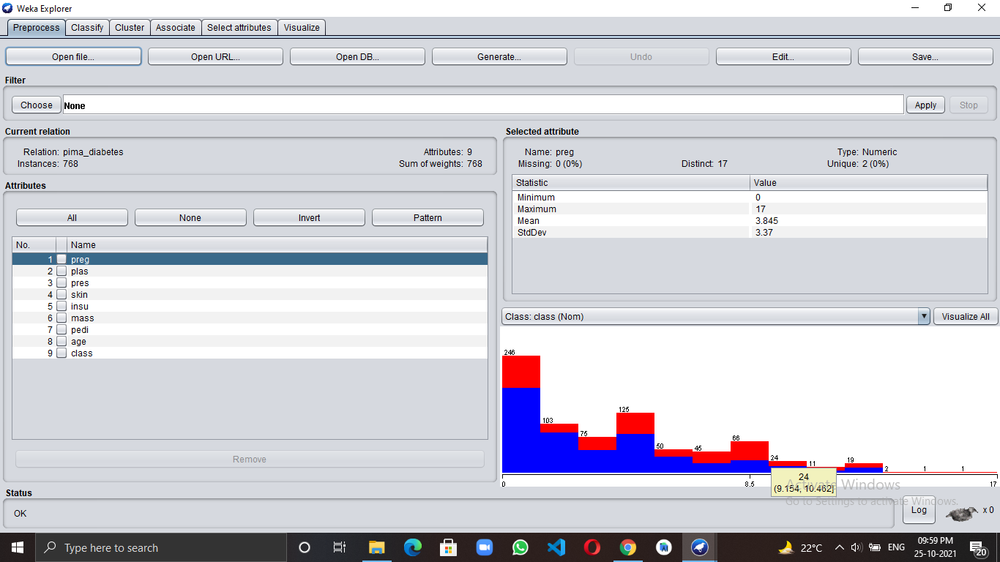 Weka Explorer
Preprocess Classify Cluster Associate Select attributes Visualize
Open file... Open URL... Open DB... Generate... Undo Edit... Save...
Filter
Choose None Apply Stop
Current relation
Relation: pima_diabetes Attributes: 9
Instances: 768 Sum of weights: 768
Attributes
All None Invert Pattern
No. Name
1 preg
2 plas
3 pres
4 skin
5 insu
6 mass
7 pedi
8 age
9 class
Remove
Selected attribute
Name: preg Type: Numeric
Missing: 0 (0%) Distinct: 17 Unique: 2 (0%)
Statistic Value
Minimum 0
Maximum 17
Mean 3.845
StdDev 3.37
Class: class (Nom) Visualize All
246
103
75
125
50
45
66
24
11
19
2
1
1
0 8.5 17
24
(9.154, 10.462]
Activate Windows
Go to Settings to activate Windows.
Status
OK
Log x 0
Type here to search
22°C ENG 09:59 PM
25-10-2021
20